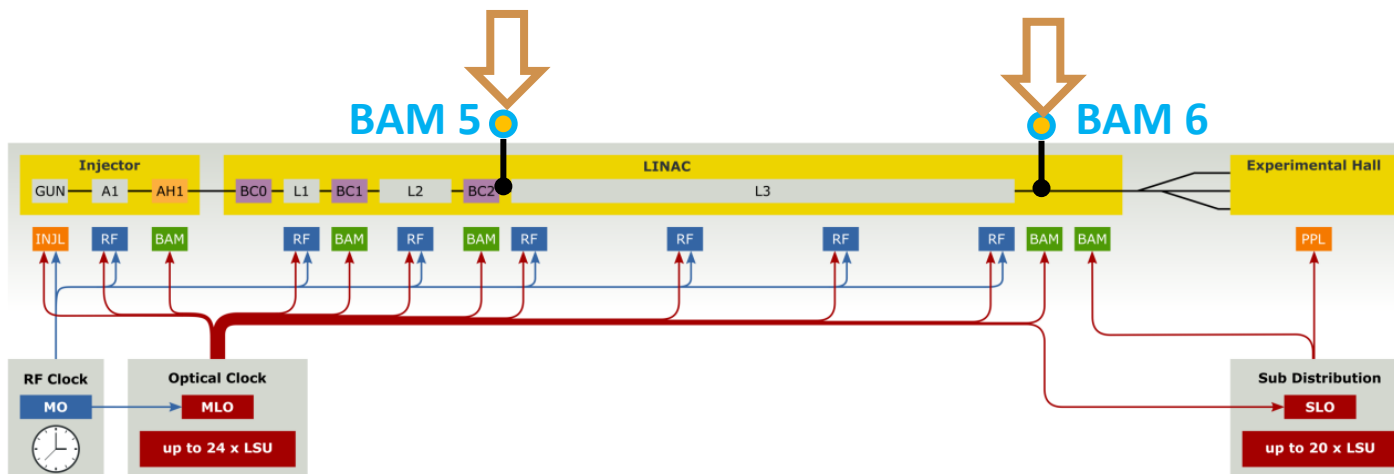 BAM 5
BAM 6
Injector
LINAC
Experimental Hall
GUN A1 AH1 BC0 L1 BC1 L2 BC2 L3
INJL RF BAM RF BAM RF BAM RF RF RF RF BAM BAM PPL
RF Clock
MO
Optical Clock
MLO
up to 24 x LSU
Sub Distribution
SLO
up to 20 x LSU